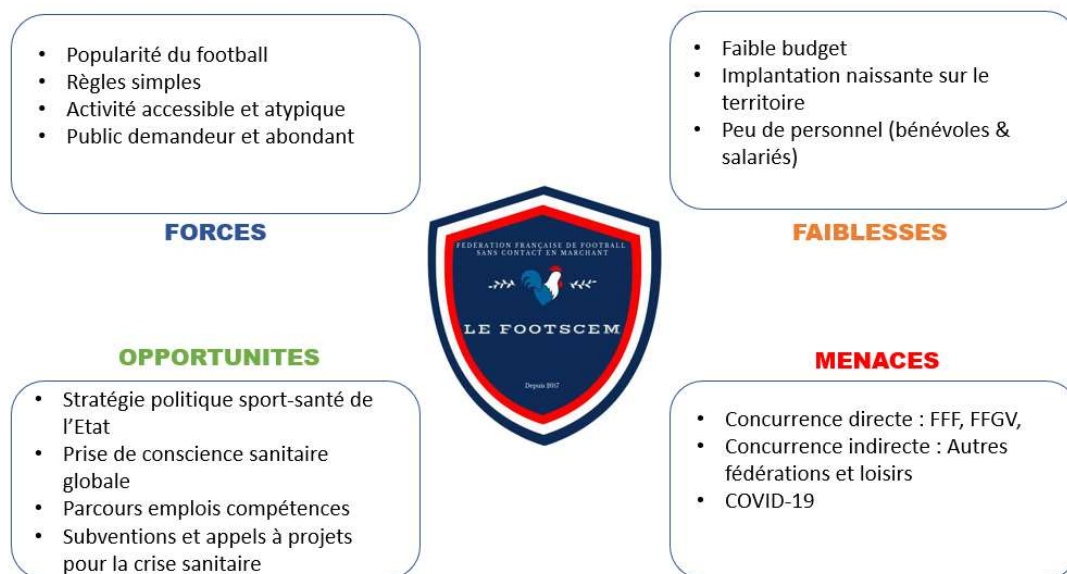 • Popularité du football
• Règles simples
• Activité accessible et atypique
• Public demandeur et abondant
FORCES
• Faible budget
• Implantation naissante sur le
territoire
• Peu de personnel (bénévoles &
salariés)
FAIBLESSES
FÉDÉRATION FRANÇAISE DE FOOTBALL
SANS CONTACT EN MARCHANT
LE FOOTSCEM
Depuis 2017
OPPORTUNITES
• Stratégie politique sport-santé de
l'Etat
• Prise de conscience sanitaire
globale
• Parcours emplois compétences
• Subventions et appels à projets
pour la crise sanitaire
MENACES
• Concurrence directe : FFF, FFGV,
• Concurrence indirecte : Autres
fédérations et loisirs
• COVID-19